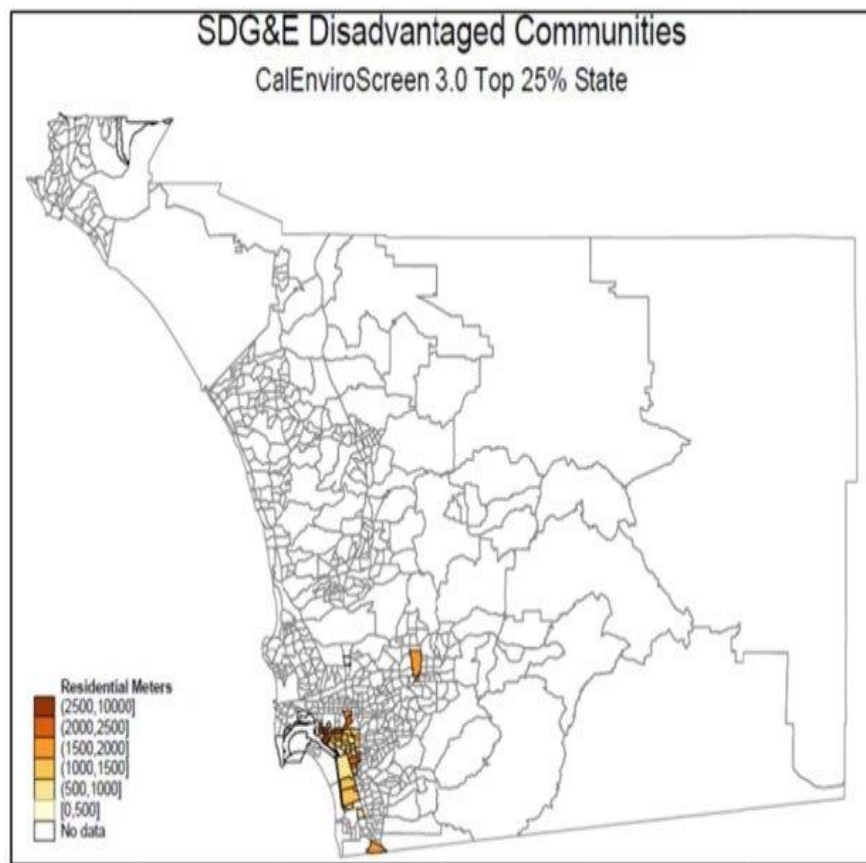 SDG&E Disadvantaged Communities
CalEnviroScreen 3.0 Top 25% State
Residential Meters
(2500,10000]
(2000,2500]
(1500,2000]
(1000,1500]
(500,1000]
[0,500]
No data